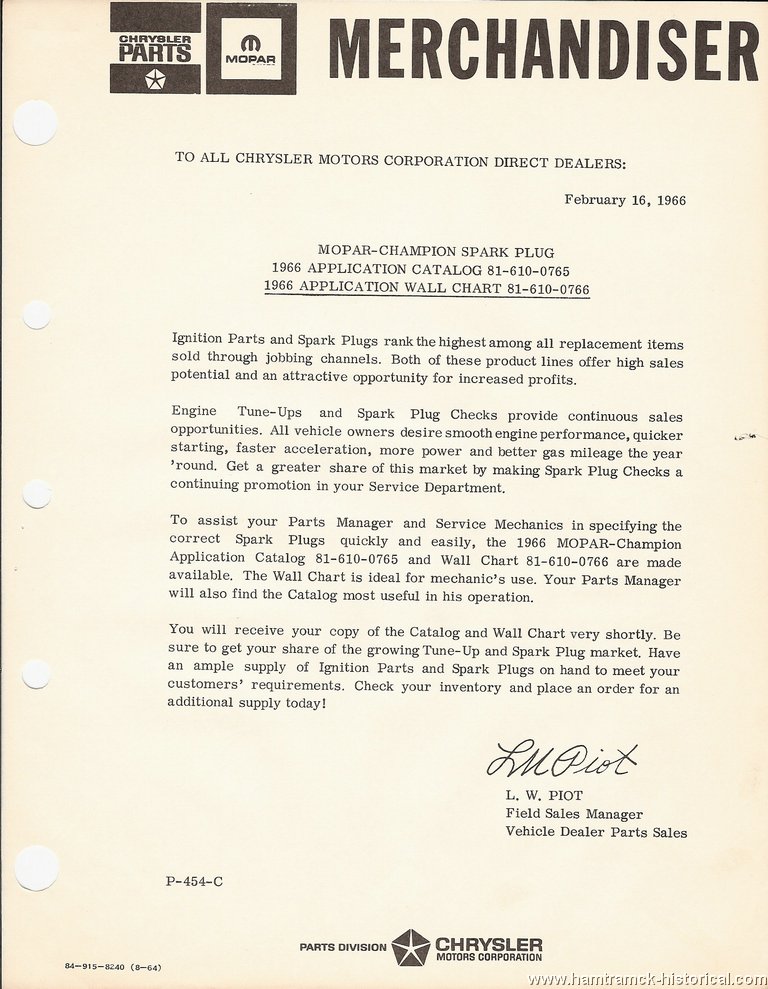 CHRYSLER
PARTS
MOPAR
MERCHANDISER
TO ALL CHRYSLER MOTORS CORPORATION DIRECT DEALERS:
February 16, 1966
MOPAR-CHAMPION SPARK PLUG
1966 APPLICATION CATALOG 81-610-0765
1966 APPLICATION WALL CHART 81-610-0766
Ignition Parts and Spark Plugs rank the highest among all replacement items
sold through jobbing channels. Both of these product lines offer high sales
potential and an attractive opportunity for increased profits.
Engine Tune-Ups and Spark Plug Checks provide continuous sales
opportunities. All vehicle owners desire smooth engine performance, quicker
starting, faster acceleration, more power and better gas mileage the year
'round. Get a greater share of this market by making Spark Plug Checks a
continuing promotion in your Service Department.
To assist your Parts Manager and Service Mechanics in specifying the
correct Spark Plugs quickly and easily, the 1966 MOPAR-Champion
Application Catalog 81-610-0765 and Wall Chart 81-610-0766 are made
available. The Wall Chart is ideal for mechanic's use. Your Parts Manager
will also find the Catalog most useful in his operation.
You will receive your copy of the Catalog and Wall Chart very shortly. Be
sure to get your share of the growing Tune-Up and Spark Plug market. Have
an ample supply of Ignition Parts and Spark Plugs on hand to meet your
customers' requirements. Check your inventory and place an order for an
additional supply today!
LW Piot
L. W. PIOT
Field Sales Manager
Vehicle Dealer Parts Sales
P-454-C
PARTS DIVISION CHRYSLER
MOTORS CORPORATION
84-915-8240 (8-64)
www.hamtramck-historical.com